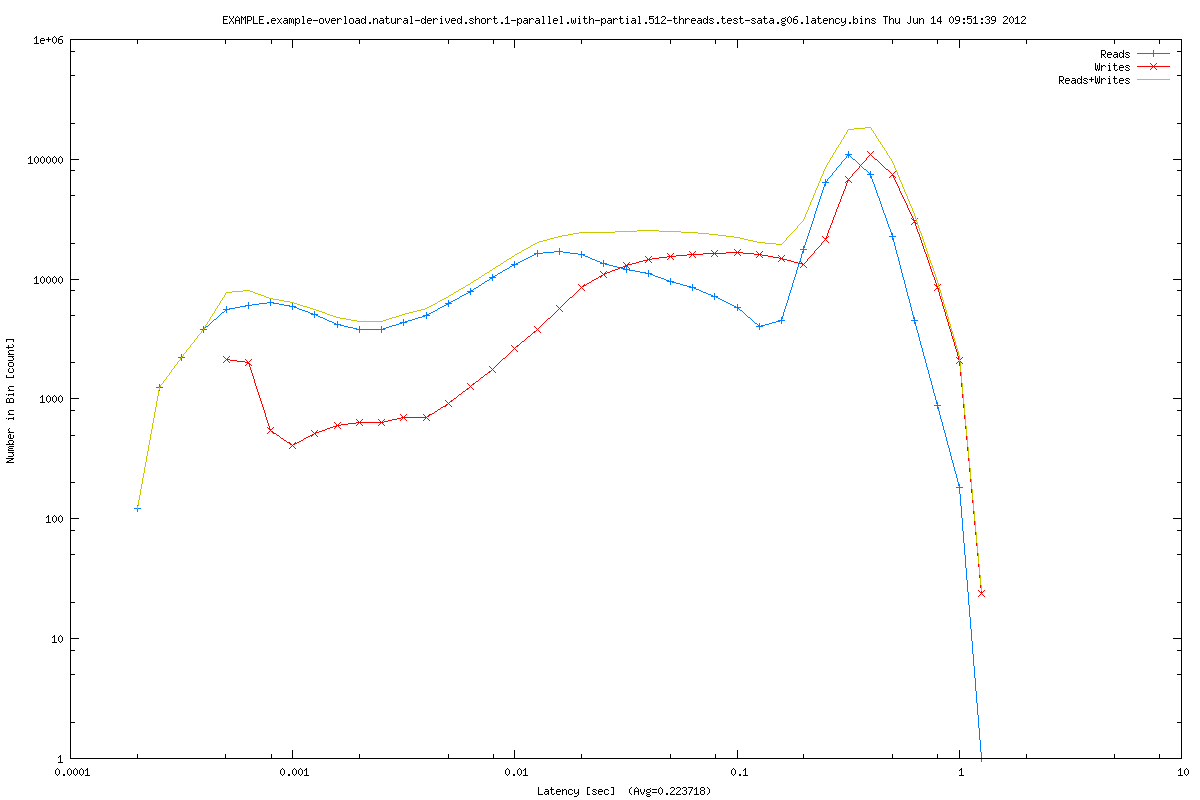 EXAMPLE.example-overload.natural-derived.short.1-parallel.with-partial.512-threads.test-sata.g06.latency.bins Thu Jun 14 09:51:39 2012
1e+06
100000
10000
1000
100
10
1
Number in Bin [count]
Reads
Writes
Reads+Writes
0.0001
0.001
0.01
0.1
1
10
Latency [sec]  (Avg=0.223718)